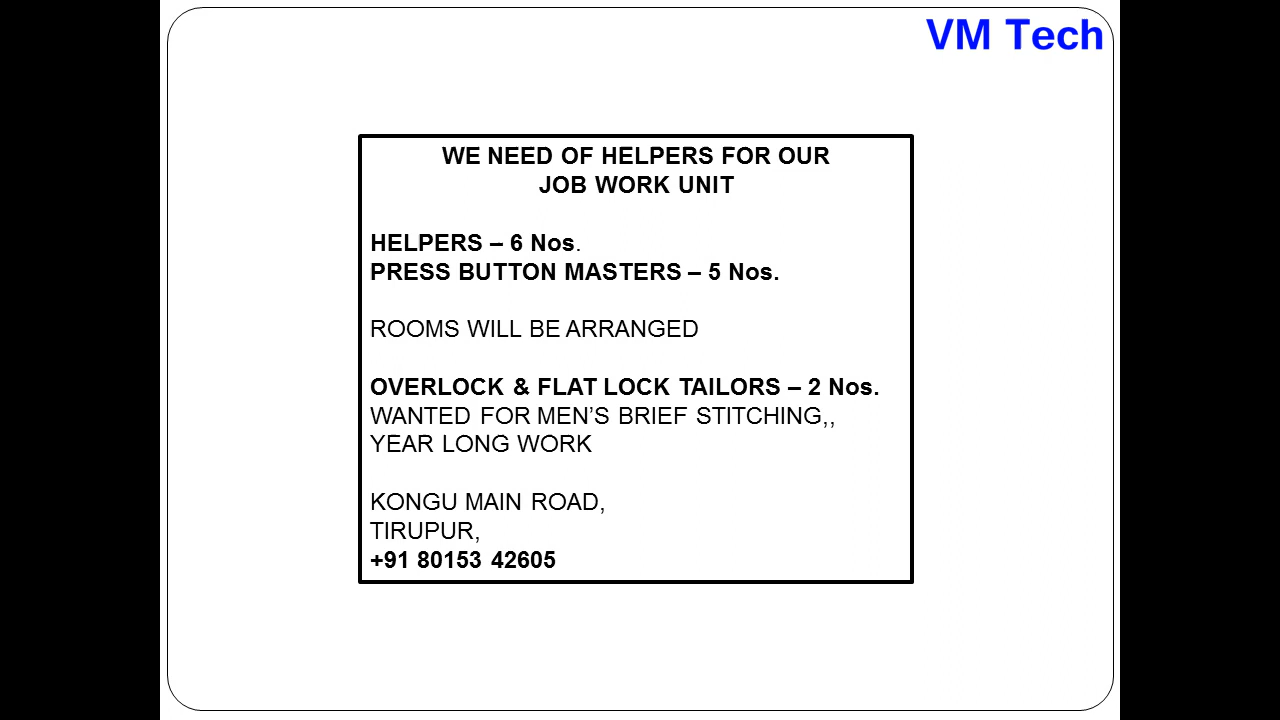 VM Tech
WE NEED OF HELPERS FOR OUR
JOB WORK UNIT
HELPERS – 6 Nos.
PRESS BUTTON MASTERS – 5 Nos.
ROOMS WILL BE ARRANGED
OVERLOCK & FLAT LOCK TAILORS – 2 Nos.
WANTED FOR MEN’S BRIEF STITCHING,,
YEAR LONG WORK
KONGU MAIN ROAD,
TIRUPUR,
+91 80153 42605